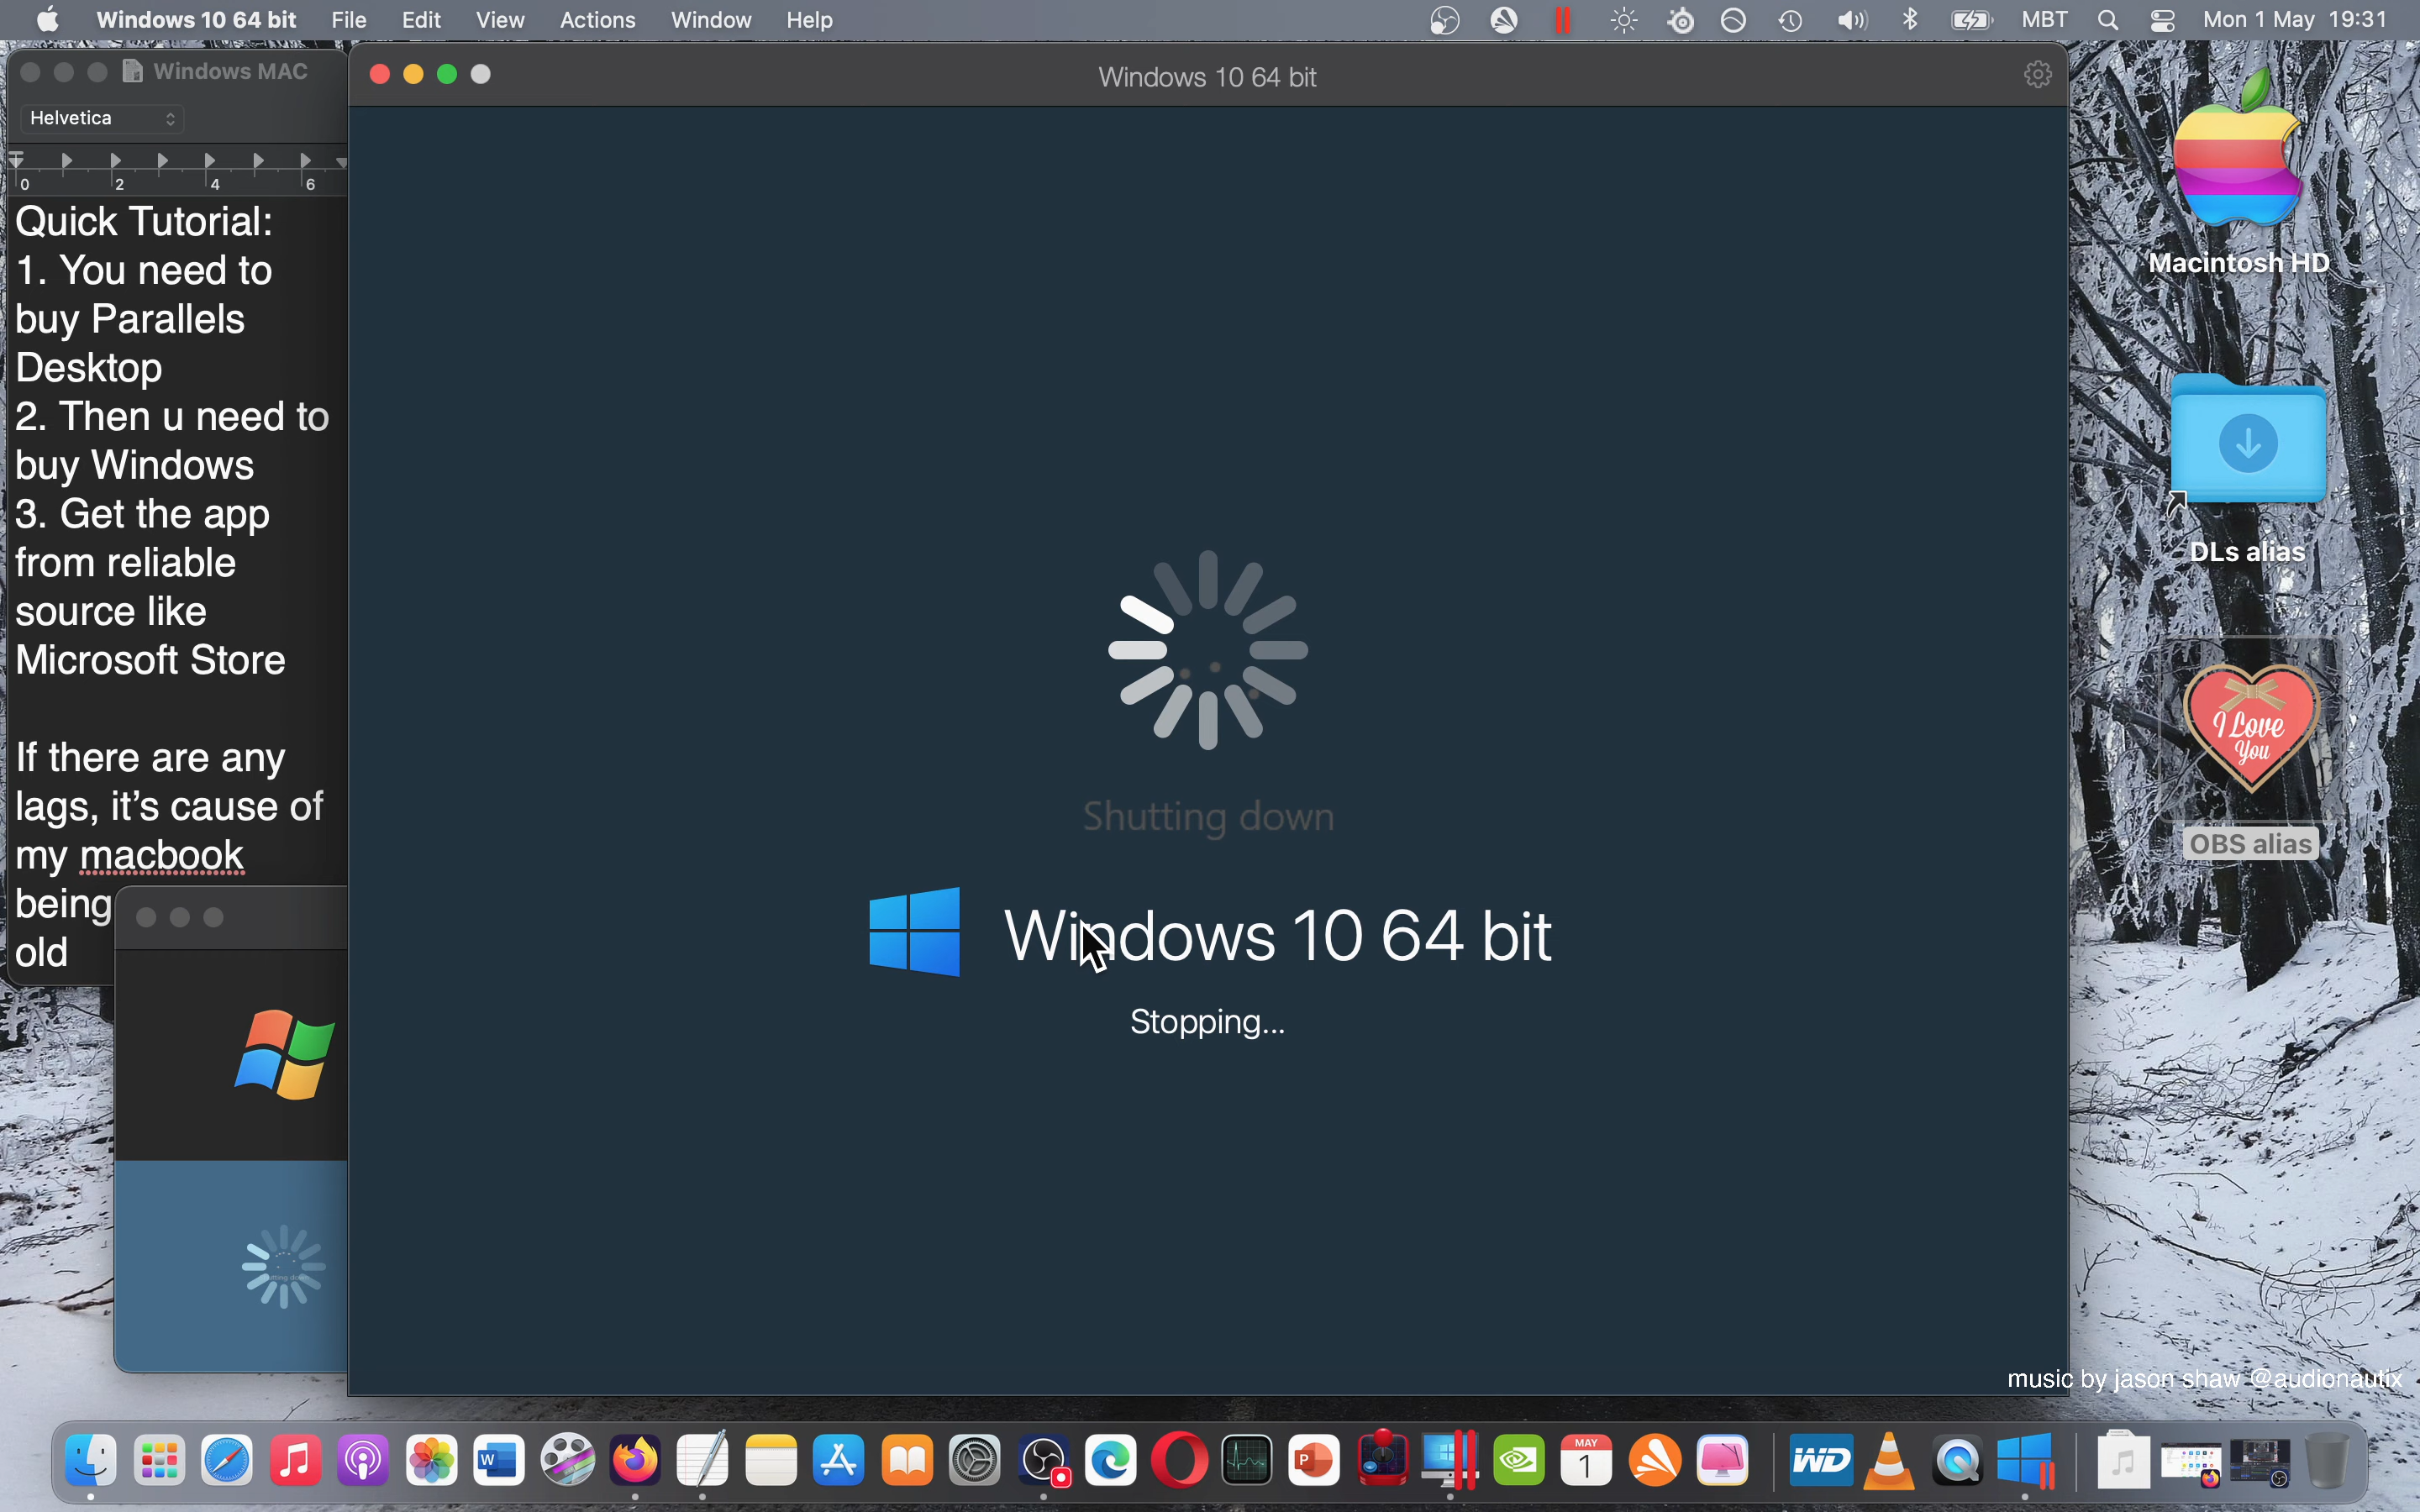 Windows 10 64 bit File Edit View Actions Window Help MBT Mon 1 May 19:31
Windows MAC
Helvetica
0 2 4 6
Quick Tutorial:
1. You need to
buy Parallels
Desktop
2. Then u need to
buy Windows
3. Get the app
from reliable
source like
Microsoft Store
If there are any
lags, it's cause of
my macbook
being
old
Windows 10 64 bit
Shutting down
Windows 10 64 bit
Stopping...
Macintosh HD
DLs alias
I Love
You
OBS alias
music by jason shaw @audionautix
W
P
MAY
1
WD